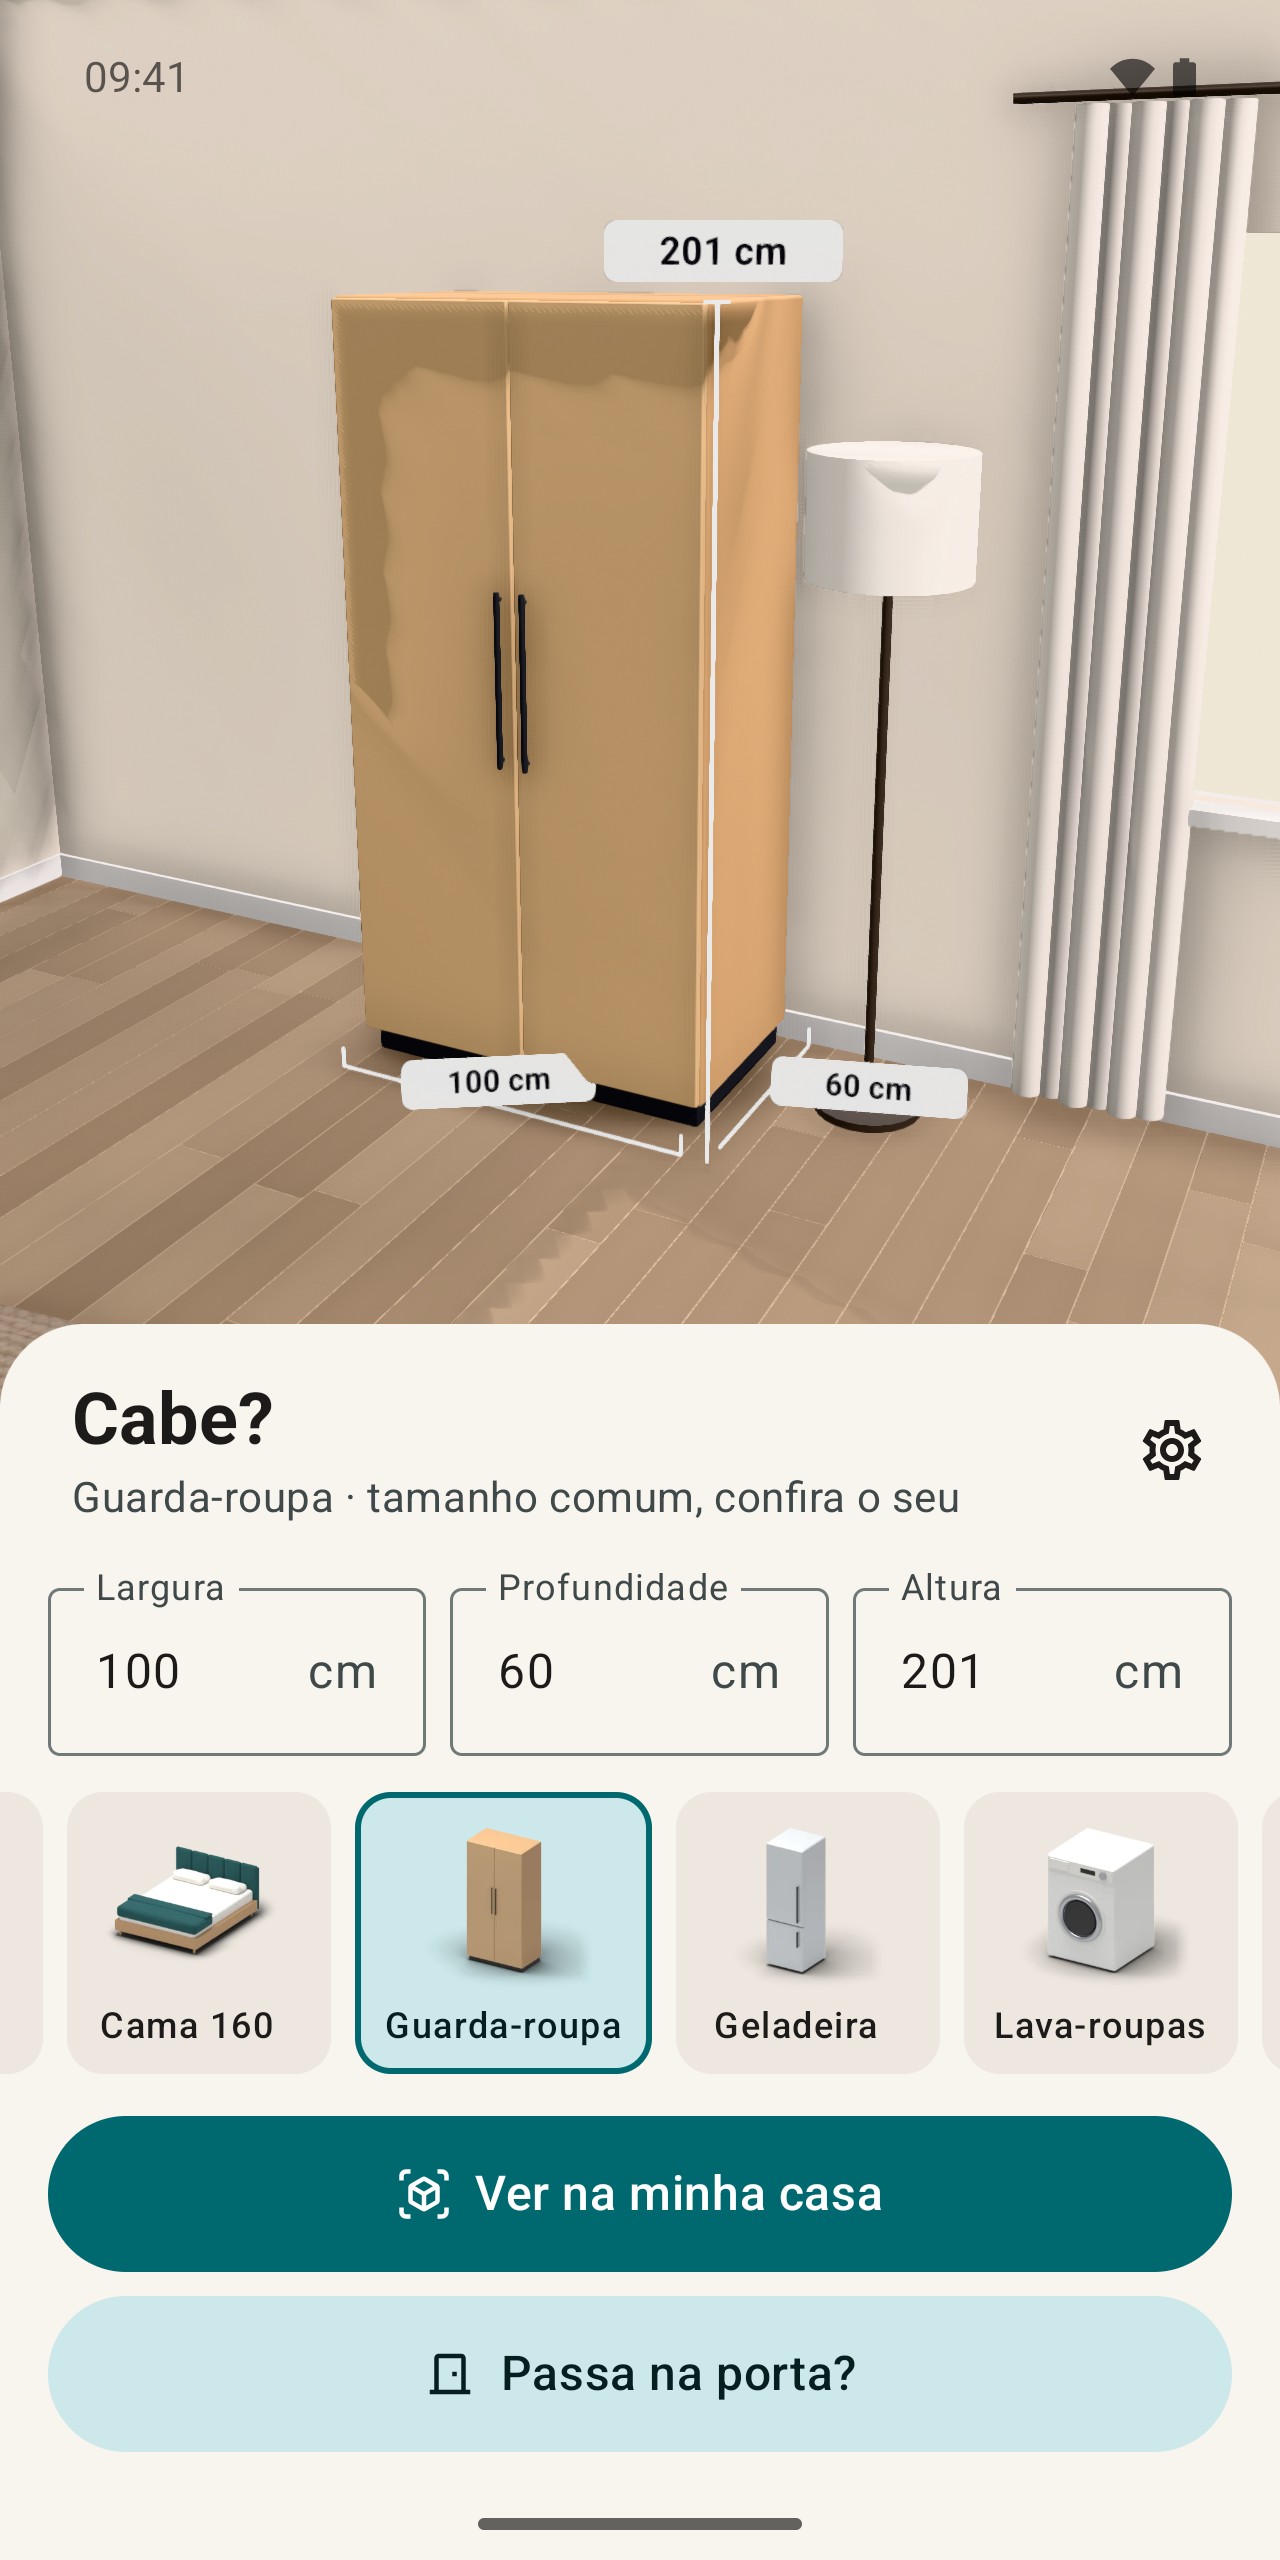 09:41
201 cm
100 cm
60 cm
Cabe?
Guarda-roupa · tamanho comum, confira o seu
Largura
Profundidade
Altura
100 cm
60 cm
201 cm
Cama 160
Guarda-roupa
Geladeira
Lava-roupas
Ver na minha casa
Passa na porta?